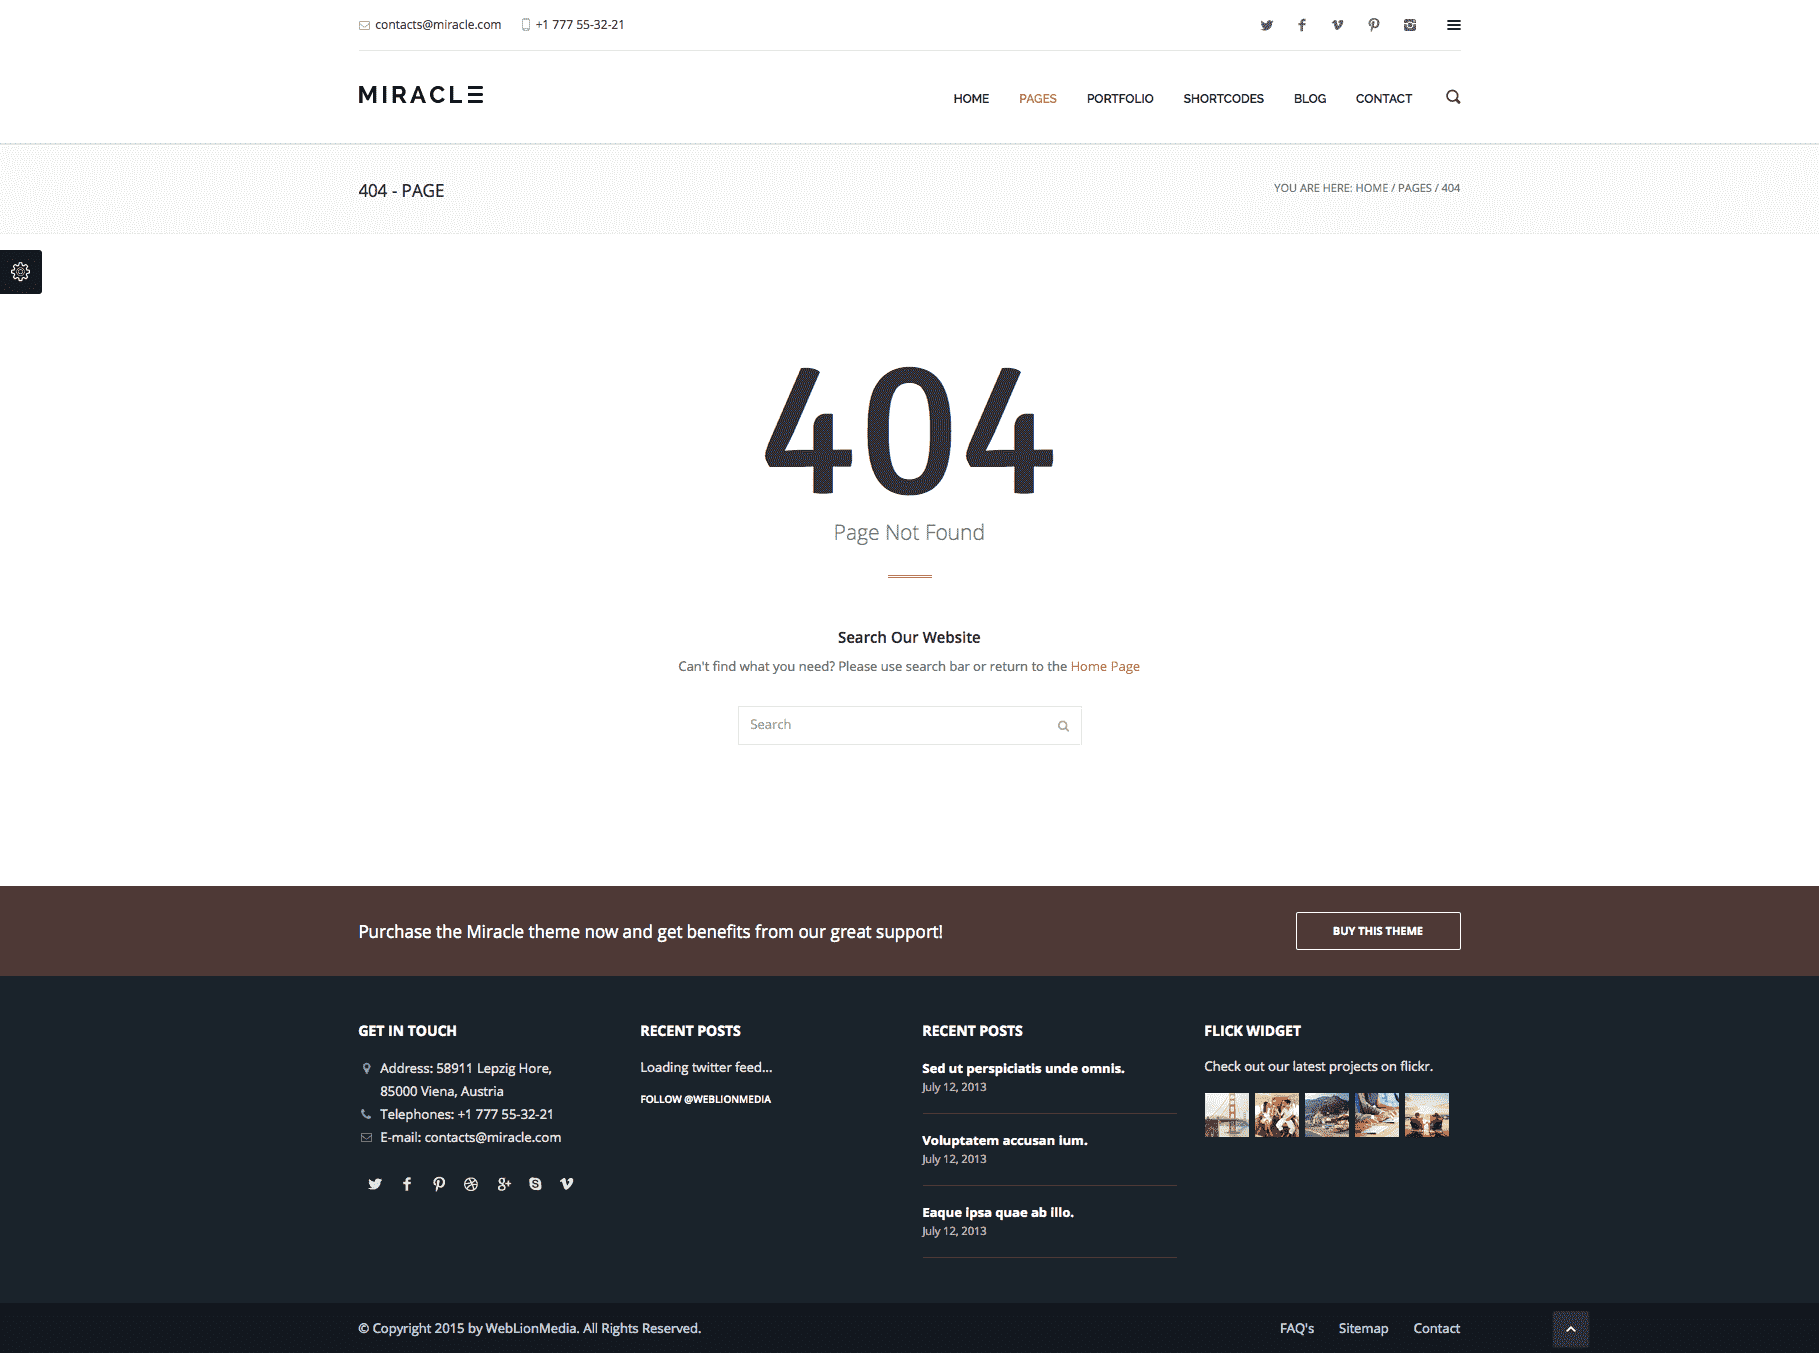 contacts@miracle.com +1 777 55-32-21
MIRACLE
HOME PAGES PORTFOLIO SHORTCODES BLOG CONTACT
404 - PAGE
YOU ARE HERE: HOME / PAGES / 404
404
Page Not Found
Search Our Website
Can't find what you need? Please use search bar or return to the Home Page
Search
Purchase the Miracle theme now and get benefits from our great support!
BUY THIS THEME
GET IN TOUCH
Address: 58911 Lepzig Hore,
85000 Viena, Austria
Telephones: +1 777 55-32-21
E-mail: contacts@miracle.com
RECENT POSTS
Loading twitter feed...
FOLLOW @WEBLIONMEDIA
RECENT POSTS
Sed ut perspiciatis unde omnis.
July 12, 2013
Voluptatem accusan ium.
July 12, 2013
Eaque ipsa quae ab illo.
July 12, 2013
FLICK WIDGET
Check out our latest projects on flickr.
© Copyright 2015 by WebLionMedia. All Rights Reserved.
FAQ's Sitemap Contact